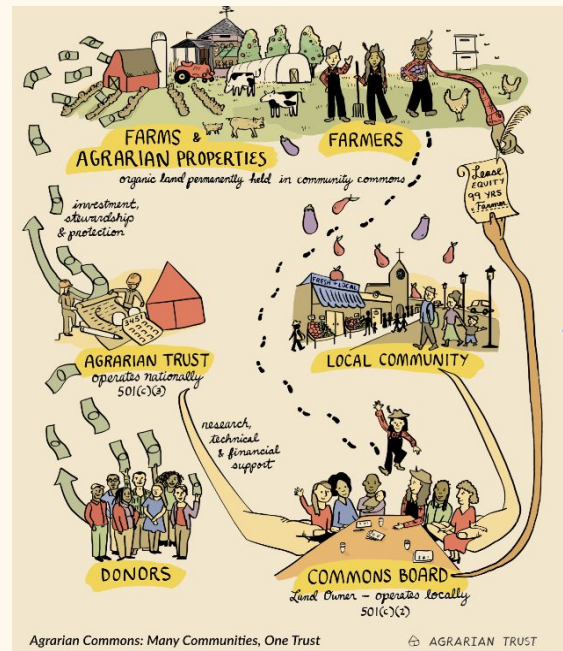 FARMS &
AGRARIAN PROPERTIES
FARMERS
organic land permanently held in community commons
Lease
EQUITY
99 YRS
Farmer
investment,
stewardship
& protection
FRESH + LOCAL
AGRARIAN TRUST
operates nationally
501(c)(3)
LOCAL COMMUNITY
research,
technical
& financial
support
DONORS
COMMONS BOARD
Land Owner – operates locally
501(c)(2)
Agrarian Commons: Many Communities, One Trust
AGRARIAN TRUST